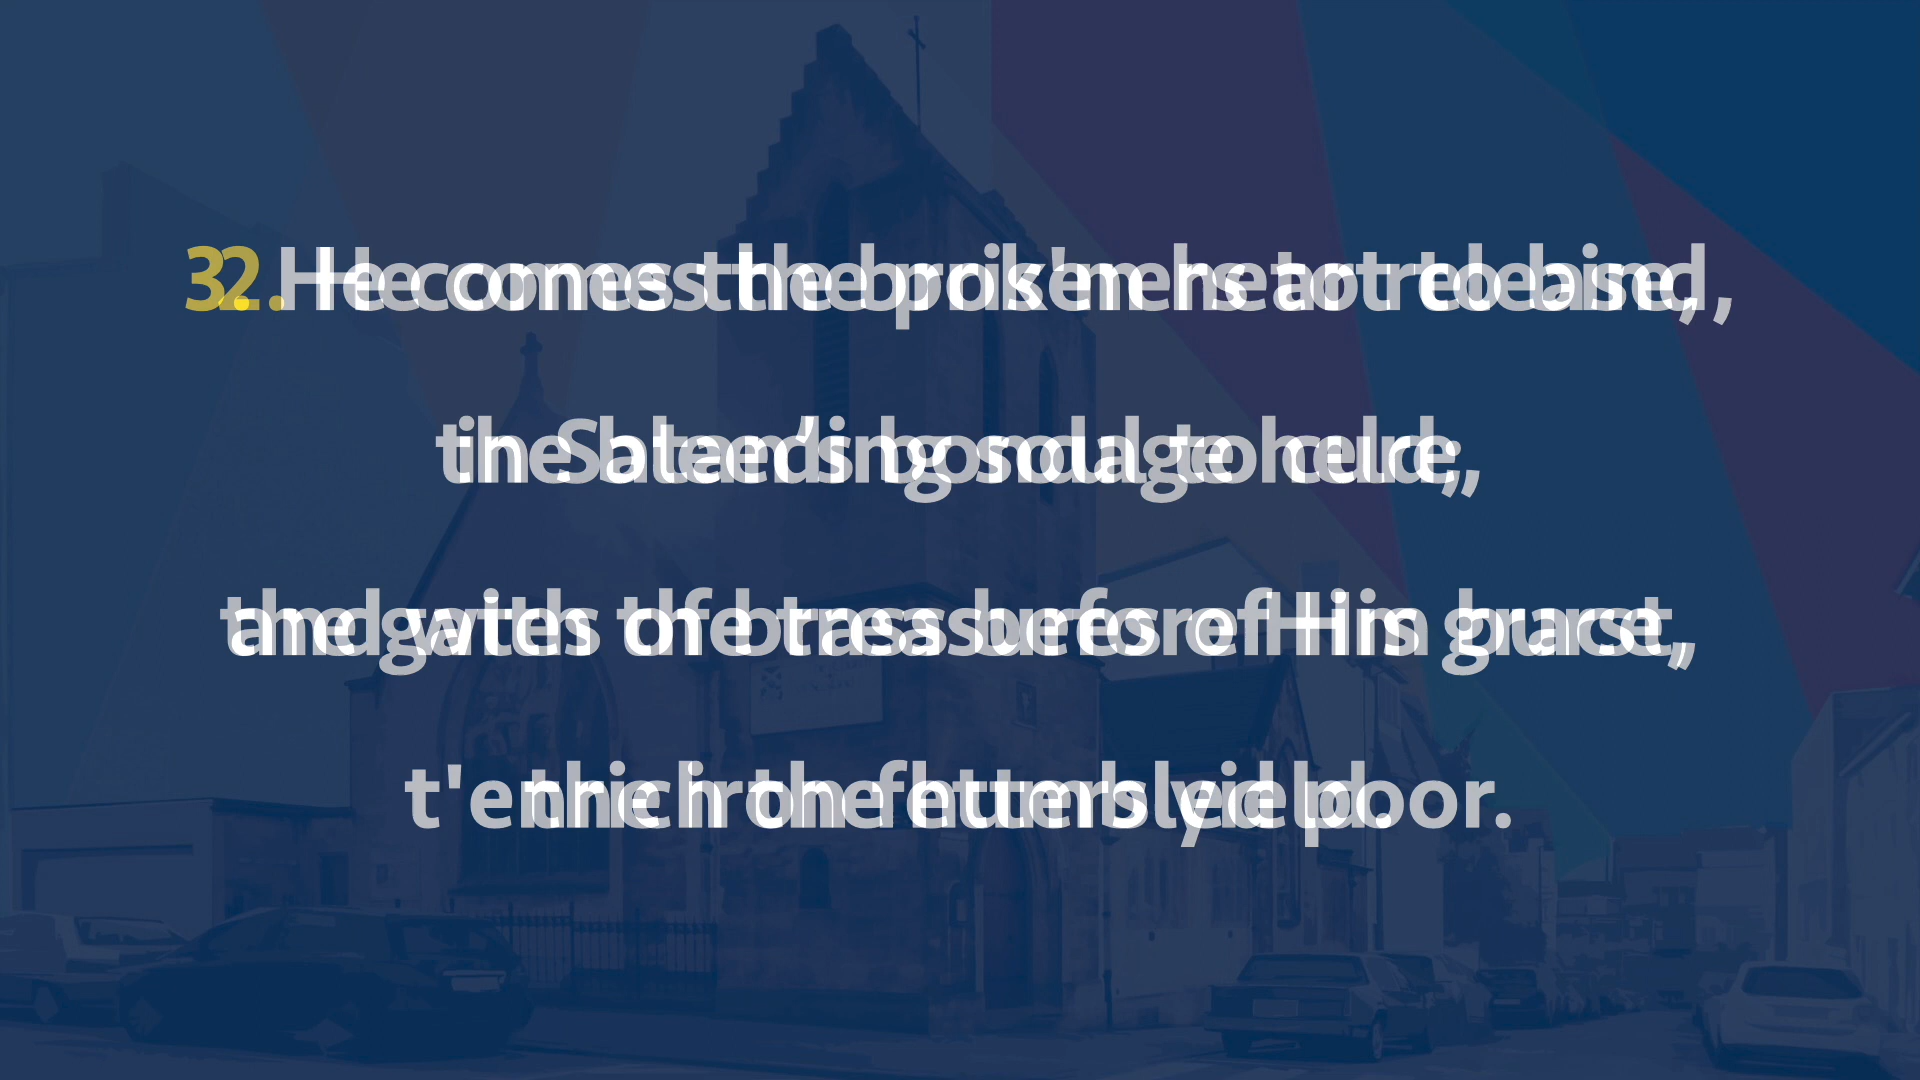 2. He comes the pris'ners to release,
in Satan’s bondage held;
the gates of brass before Him burst,
the iron fetters yield.
3. He comes the broken heart to bind,
the bleeding soul to cure,
and with the treasures of His grace,
t'enrich the humble poor.